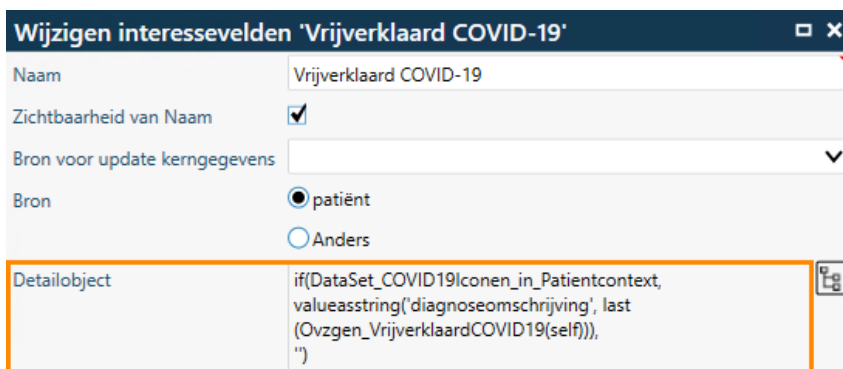 Wijzigen interessevelden 'Vrijverklaard COVID-19'
Naam Vrijverklaard COVID-19
Zichtbaarheid van Naam
Bron voor update kerngegevens
Bron patiënt
Anders
Detailobject if(DataSet_COVID19Iconen_in_Patientcontext,
valueasstring('diagnoseomschrijving', last
(Ovzgen_VrijverklaardCOVID19(self))),
'')